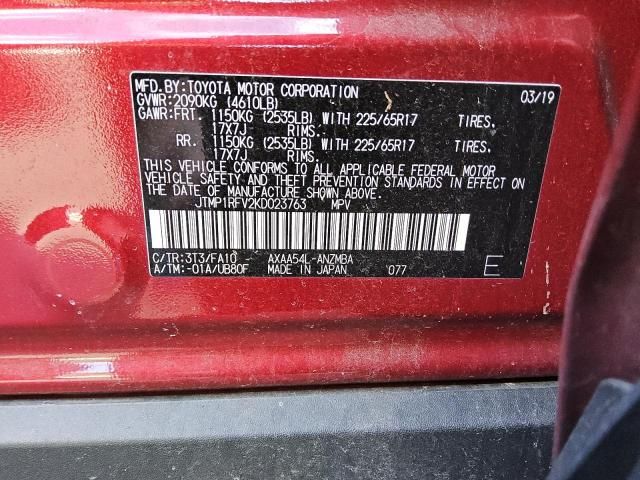 MFD.BY:TOYOTA MOTOR CORPORATION 03/19
GVWR:2090KG (4610LB)
GAWR:FRT. 1150KG (2535LB) WITH 225/65R17 TIRES.
17X7J RIMS.
RR. 1150KG (2535LB) WITH 225/65R17 TIRES.
17X7J RIMS.
THIS VEHICLE CONFORMS TO ALL APPLICABLE FEDERAL MOTOR
VEHICLE SAFETY AND THEFT PREVENTION STANDARDS IN EFFECT ON
THE DATE OF MANUFACTURE SHOWN ABOVE.
JTMP1RFV2KD023763 MPV
C/TR:3T3/FA10 AXAA54L-ANZMBA
A/TM:-01A/UB80F MADE IN JAPAN 077 E